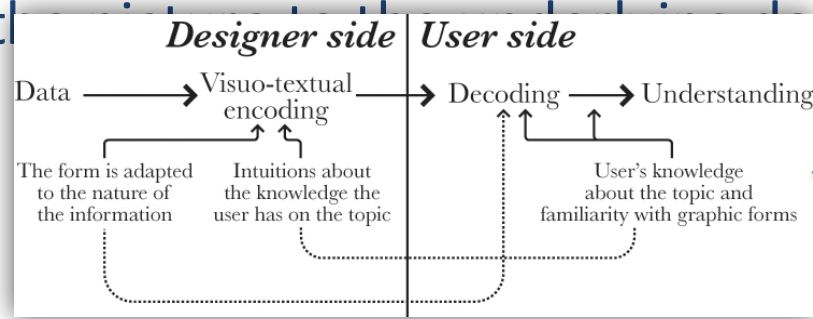 Designer side User side
Data
Visuo-textual
encoding
Decoding
Understanding
The form is adapted
to the nature of
the information
Intuitions about
the knowledge the
user has on the topic
User's knowledge
about the topic and
familiarity with graphic forms